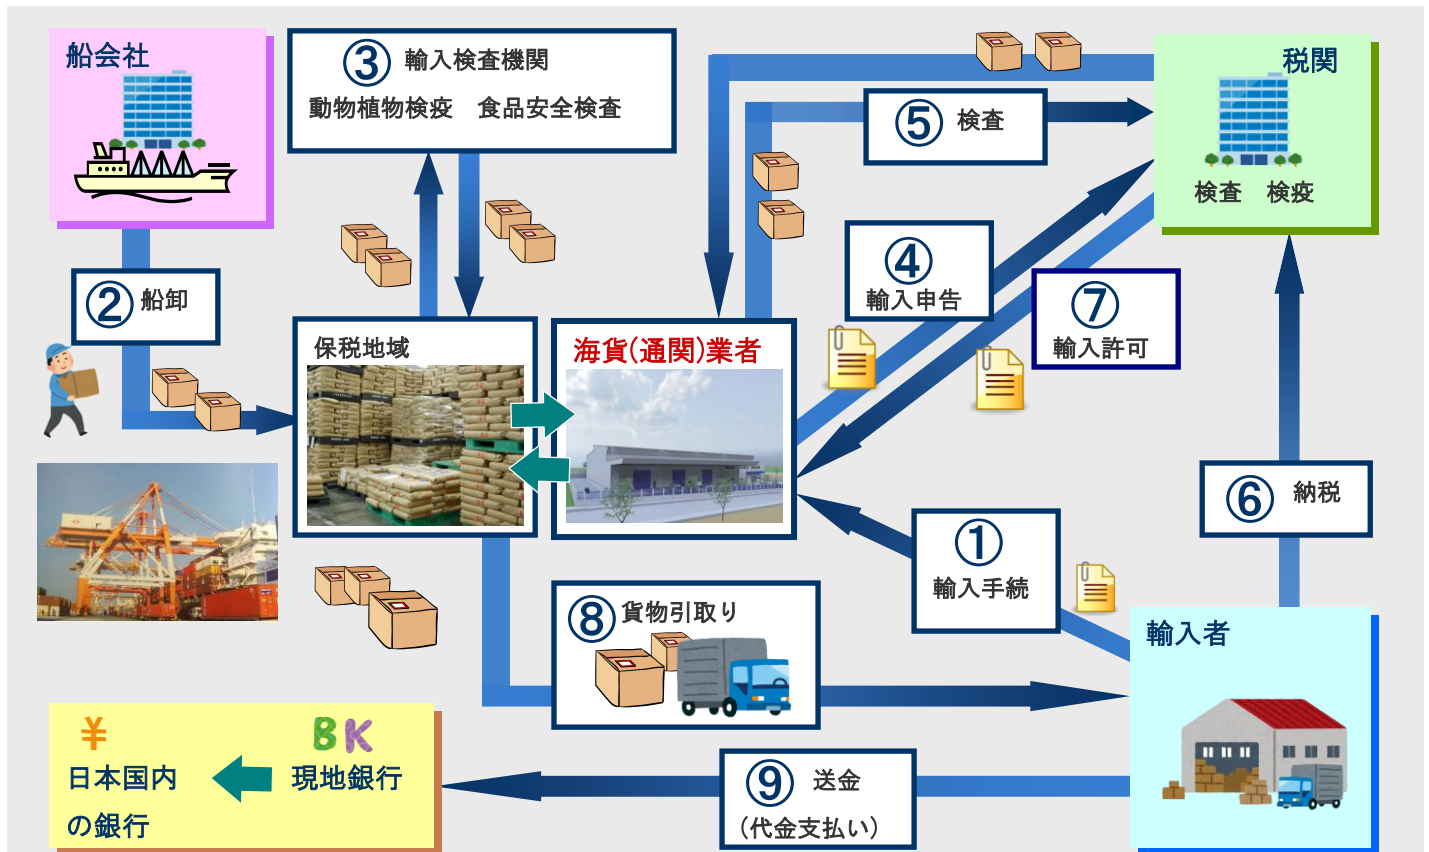 船会社
③ 輸入検査機関
動物植物検疫　食品安全検査
税関
検査　検疫
⑤ 検査
② 船卸
④
輸入申告
⑦
輸入許可
保税地域
海貨(通関)業者
⑥ 納税
①
輸入手続
⑧ 貨物引取り
輸入者
¥
BK
日本国内
の銀行
現地銀行
⑨ 送金
(代金支払い)